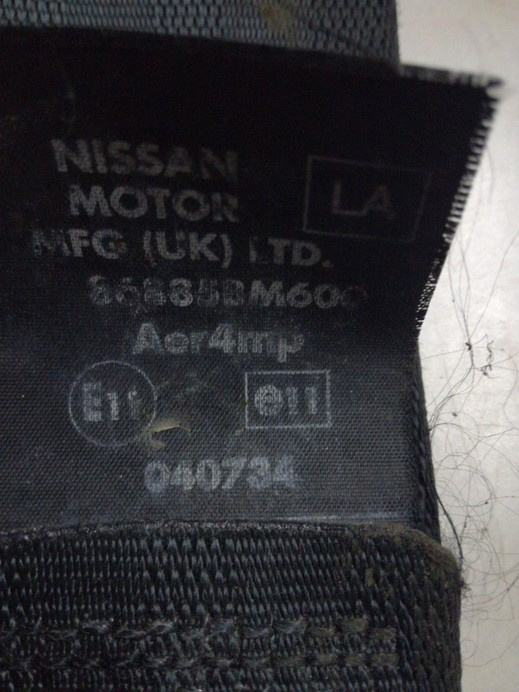 NISSAN
MOTOR
LA
MFG (UK) LTD.
86885BM600
Aer4mp
E11
e11
040734